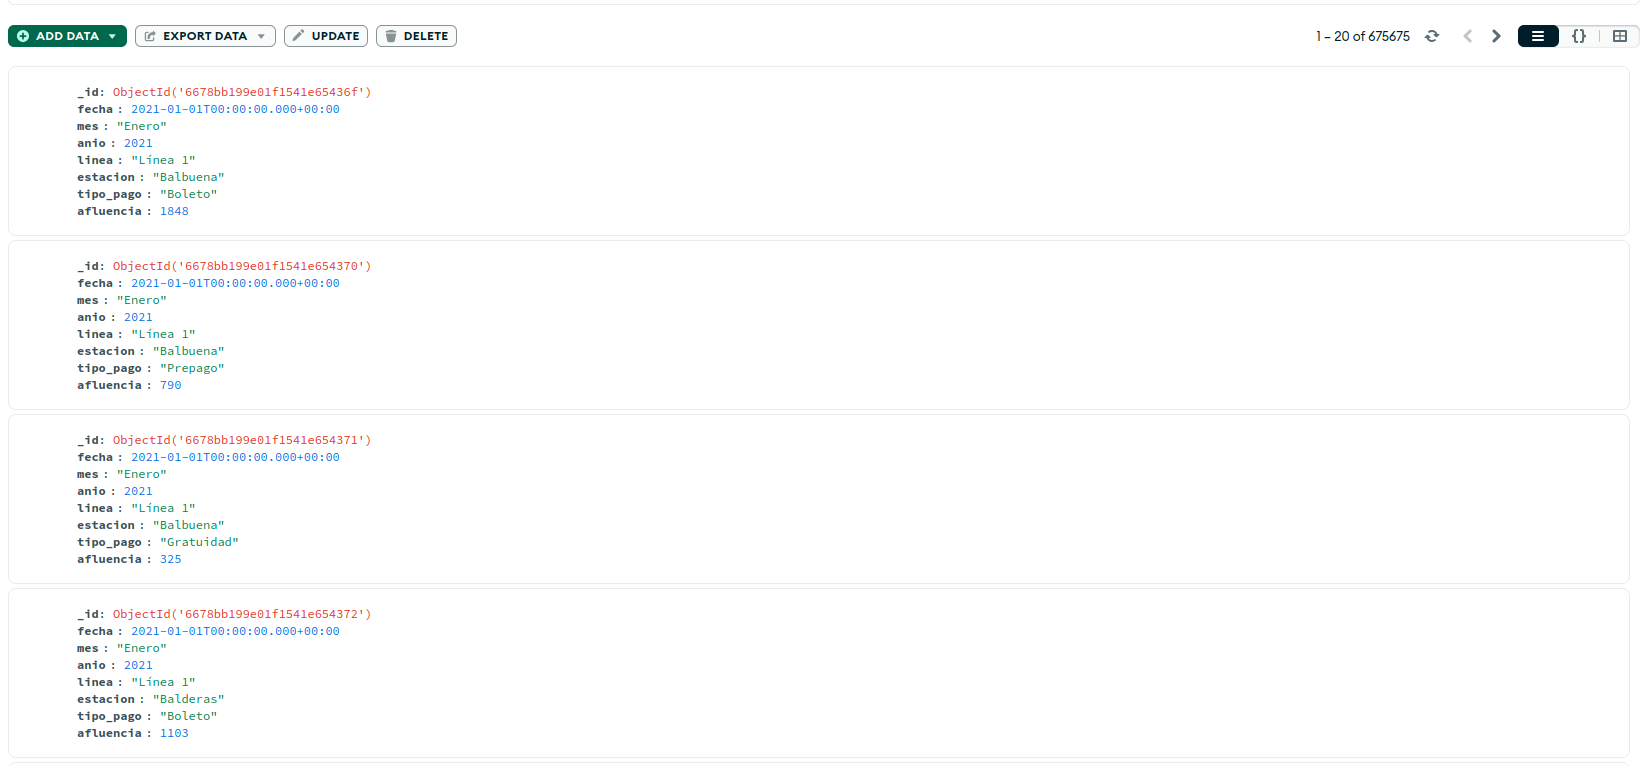 ADD DATA EXPORT DATA UPDATE DELETE 1 – 20 of 675675 {}
_id: ObjectId('6678bb199e01f1541e65436f')
fecha : 2021-01-01T00:00:00.000+00:00
mes : "Enero"
anio : 2021
linea : "Línea 1"
estacion : "Balbuena"
tipo_pago : "Boleto"
afluencia : 1848
_id: ObjectId('6678bb199e01f1541e654370')
fecha : 2021-01-01T00:00:00.000+00:00
mes : "Enero"
anio : 2021
linea : "Línea 1"
estacion : "Balbuena"
tipo_pago : "Prepago"
afluencia : 790
_id: ObjectId('6678bb199e01f1541e654371')
fecha : 2021-01-01T00:00:00.000+00:00
mes : "Enero"
anio : 2021
linea : "Línea 1"
estacion : "Balbuena"
tipo_pago : "Gratuidad"
afluencia : 325
_id: ObjectId('6678bb199e01f1541e654372')
fecha : 2021-01-01T00:00:00.000+00:00
mes : "Enero"
anio : 2021
linea : "Línea 1"
estacion : "Balderas"
tipo_pago : "Boleto"
afluencia : 1103